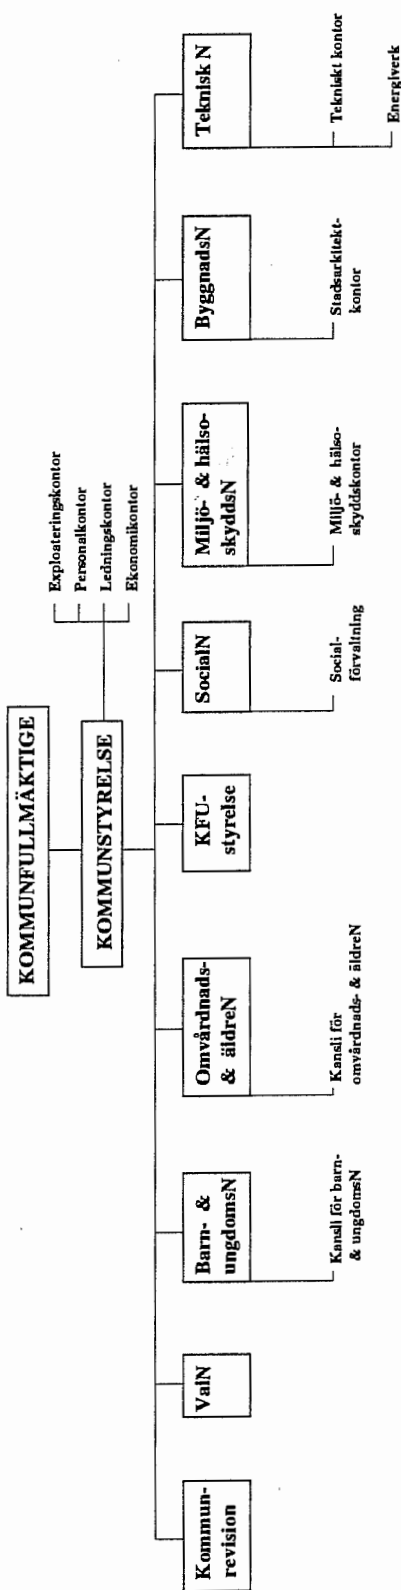 KOMMUNFULLMÄKTIGE
KOMMUNSTYRELSE
Exploateringskontor
Personalkontor
Ledningskontor
Ekonomikontor
Kommun-
revision
ValN
Barn- &
ungdomsN
Omvårdnads-
& äldreN
KFU-
styrelse
SocialN
Miljö- & hälso-
skyddsN
ByggnadsN
Teknisk N
Kansli för barn-
& ungdomsN
Kansli för
omvårdnads- & äldreN
Social-
förvaltning
Miljö- & hälso-
skyddskontor
Stadsarkitekt-
kontor
Tekniskt kontor
Energiverk